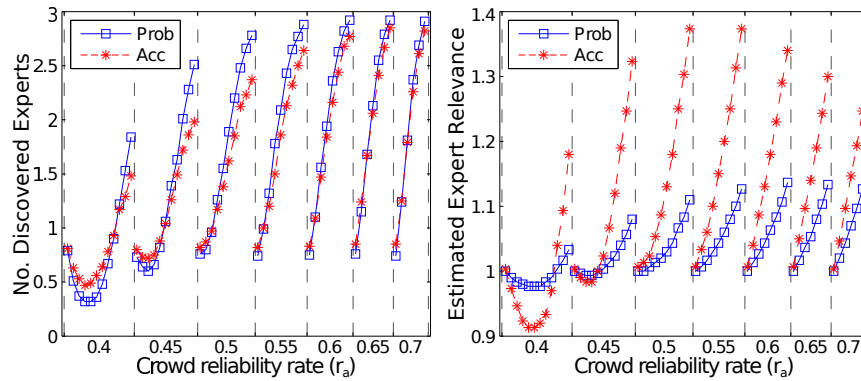 No. Discovered Experts
3
2.5
2
1.5
1
0.5
0
Prob
Acc
0.4 0.45 0.5 0.55 0.6 0.65 0.7
Crowd reliability rate (rₐ)
Estimated Expert Relevance
1.4
1.3
1.2
1.1
1
0.9
Prob
Acc
0.4 0.45 0.5 0.55 0.6 0.65 0.7
Crowd reliability rate (rₐ)